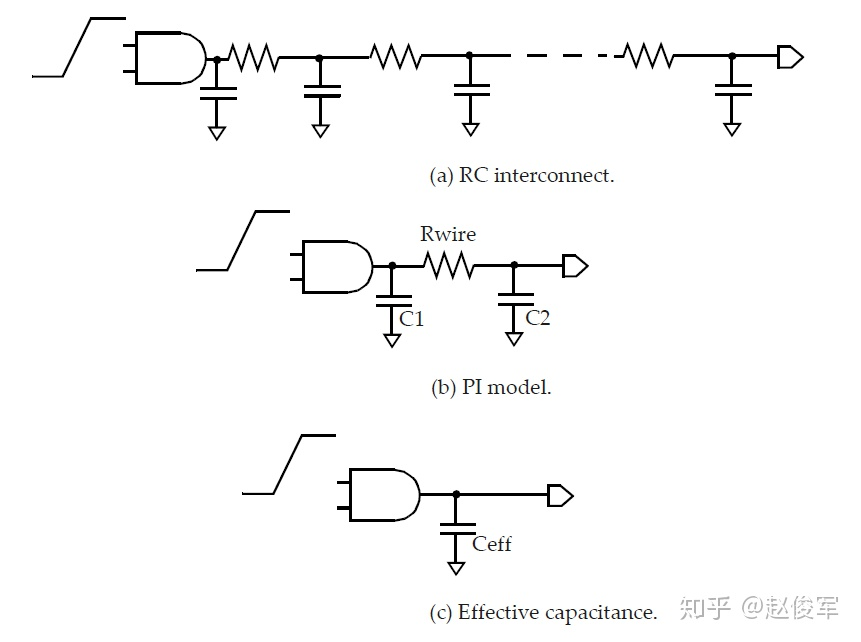 (a) RC interconnect.
Rwire
C1
C2
(b) PI model.
Ceff
(c) Effective capacitance.
知乎 @赵俊军